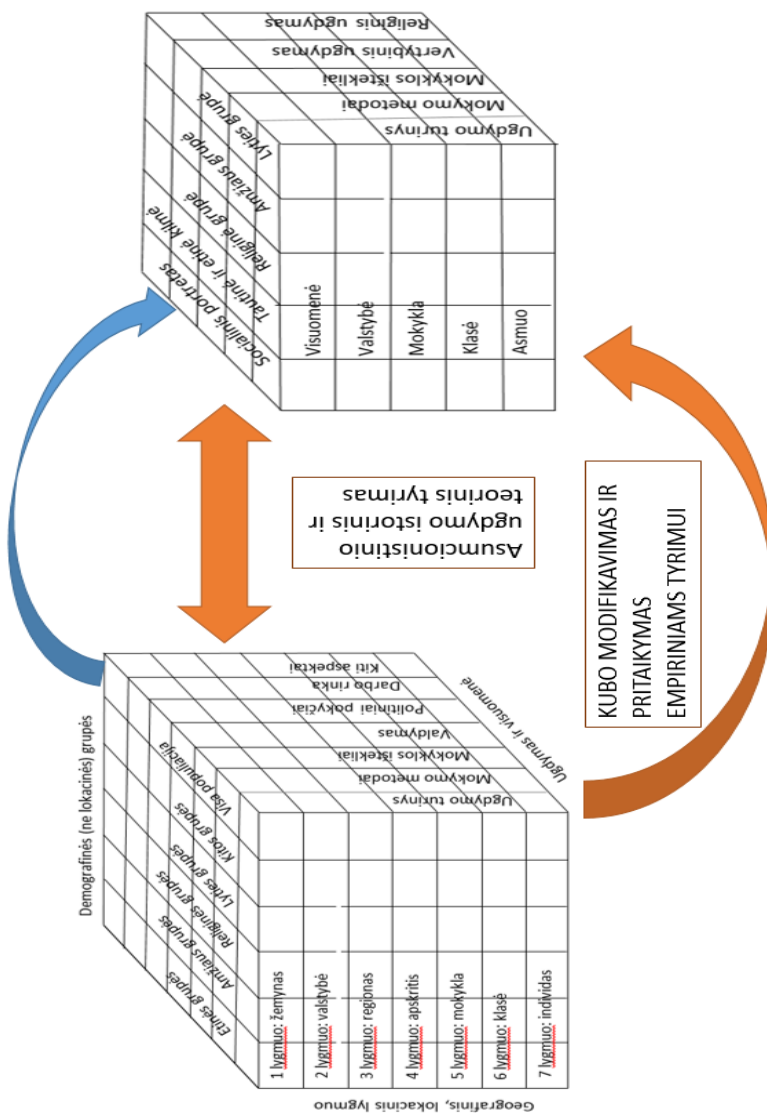 Demografinės (ne lokacinės) grupės
Etinės grupės
Amžiaus grupės
Religinės grupės
Lyties grupės
Kitos grupės
Visa populiacija
Geografinis, lokacinis lygmuo
1 lygmuo: žemynas
2 lygmuo: valstybė
3 lygmuo: regionas
4 lygmuo: apskritis
5 lygmuo: mokykla
6 lygmuo: klasė
7 lygmuo: individas
Ugdymo turinys
Mokymo metodai
Mokyklos ištekliai
Valdymas
Politiniai pokyčiai
Darbo rinka
Kiti aspektai
Ugdymas ir visuomenė
Asumcionistinio
ugdymo istorinis ir
teorinis tyrimas
KUBO MODIFIKAVIMAS IR
PRITAIKYMAS
EMPIRINIAMS TYRIMUI
Socialinis portretas
Tautinė ir etinė kilmė
Religinė grupė
Amžiaus grupė
Lyties grupė
Visuomenė
Valstybė
Mokykla
Klasė
Asmuo
Ugdymo turinys
Mokymo metodai
Mokyklos ištekliai
Vertybinis ugdymas
Religinis ugdymas